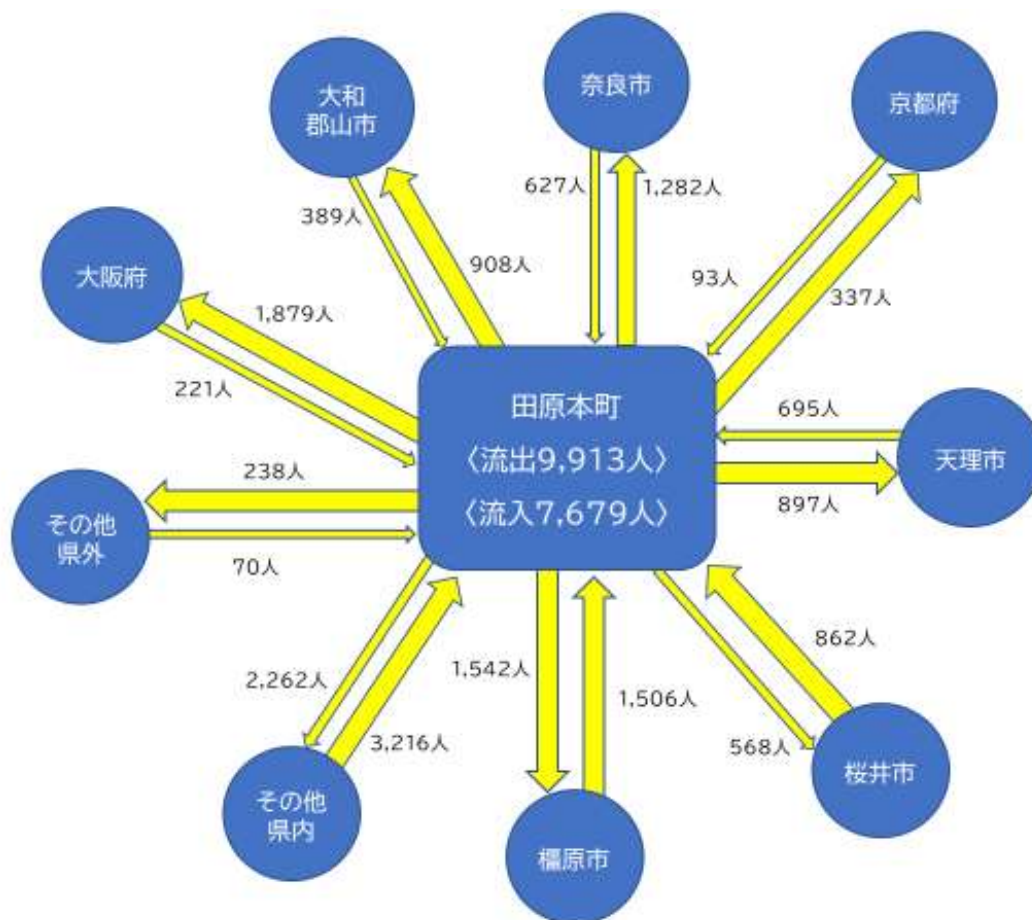 大和
郡山市
奈良市
京都府
389人
908人
627人
1,282人
93人
337人
大阪府
1,879人
221人
田原本町
〈流出9,913人〉
〈流入7,679人〉
695人
897人
天理市
その他
県外
238人
70人
2,262人
3,216人
その他
県内
1,542人
1,506人
橿原市
862人
568人
桜井市